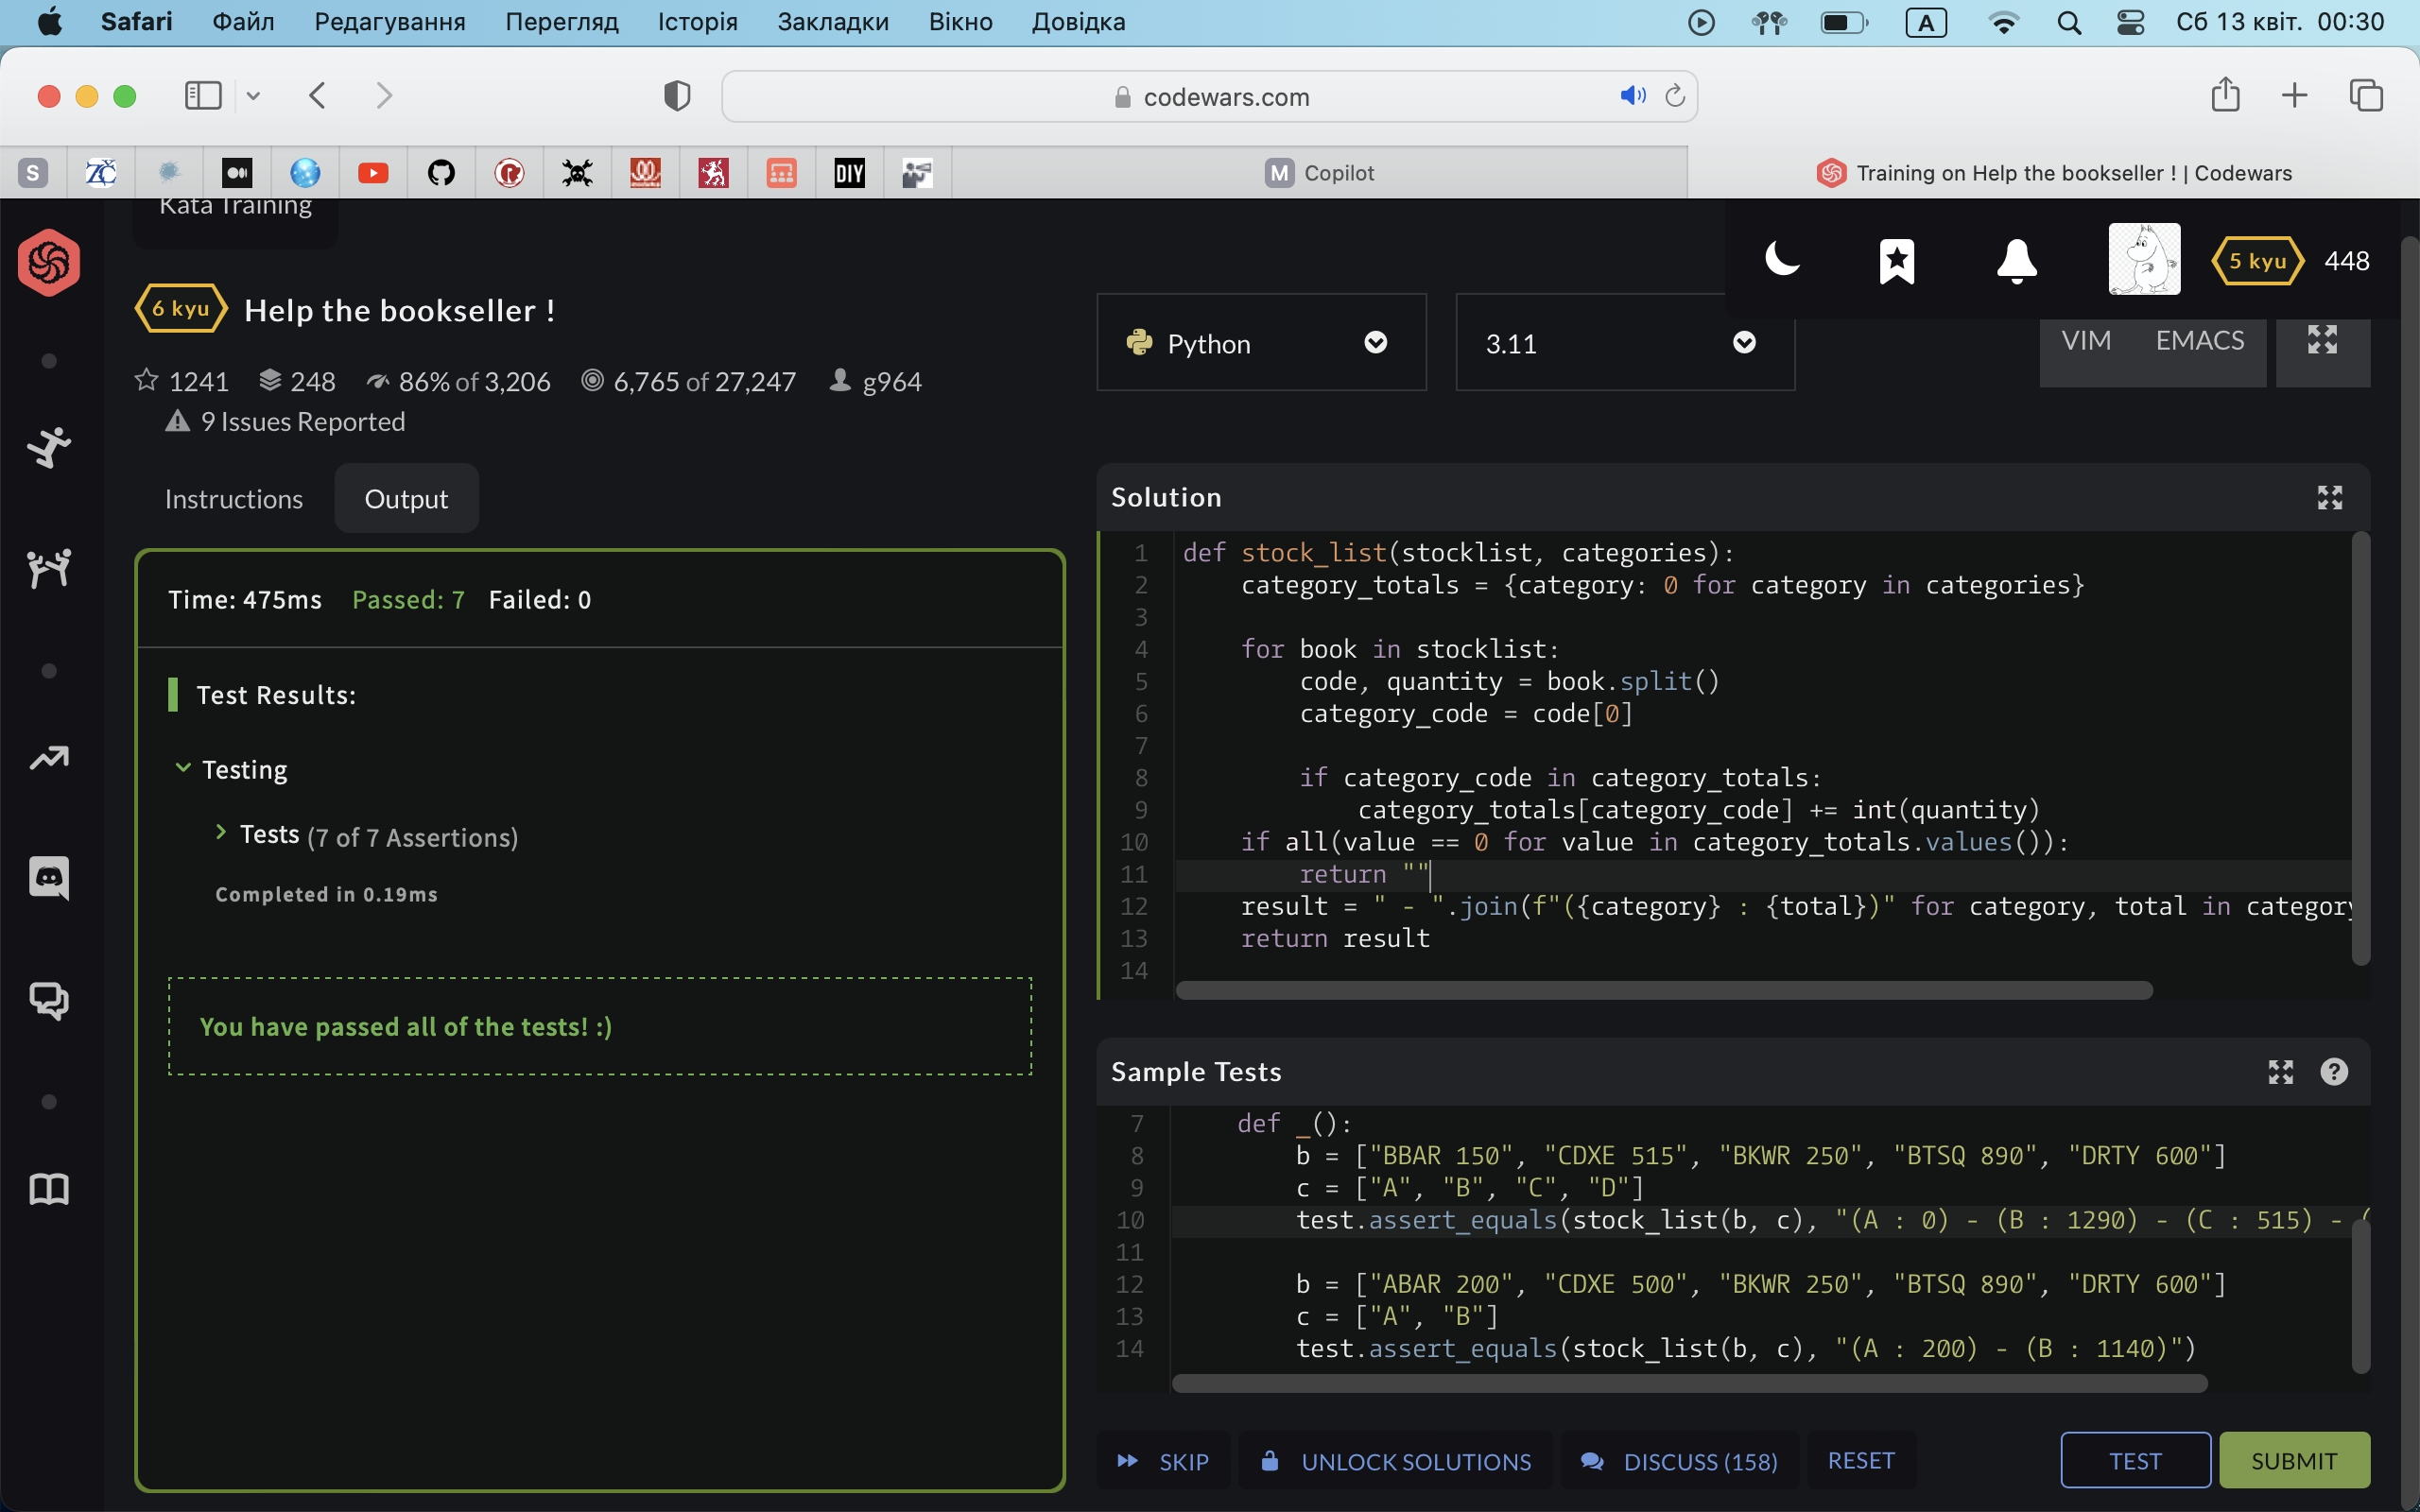 Safari Файл Редагування Перегляд Історія Закладки Вікно Довідка A Сб 13 квіт. 00:30
codewars.com
S DIY M Copilot Training on Help the bookseller ! | Codewars
Kata Training
5 kyu 448
6 kyu Help the bookseller !
Python 3.11 VIM EMACS
1241 248 86% of 3,206 6,765 of 27,247 g964
9 Issues Reported
Instructions Output
Time: 475ms Passed: 7 Failed: 0
Test Results:
Testing
Tests (7 of 7 Assertions)
Completed in 0.19ms
You have passed all of the tests! :)
Solution
1 def stock_list(stocklist, categories):
2 category_totals = {category: 0 for category in categories}
3
4 for book in stocklist:
5 code, quantity = book.split()
6 category_code = code[0]
7
8 if category_code in category_totals:
9 category_totals[category_code] += int(quantity)
10 if all(value == 0 for value in category_totals.values()):
11 return ""
12 result = " - ".join(f"({category} : {total})" for category, total in category
13 return result
14
Sample Tests
7 def _():
8 b = ["BBAR 150", "CDXE 515", "BKWR 250", "BTSQ 890", "DRTY 600"]
9 c = ["A", "B", "C", "D"]
10 test.assert_equals(stock_list(b, c), "(A : 0) - (B : 1290) - (C : 515) - (
11
12 b = ["ABAR 200", "CDXE 500", "BKWR 250", "BTSQ 890", "DRTY 600"]
13 c = ["A", "B"]
14 test.assert_equals(stock_list(b, c), "(A : 200) - (B : 1140)")
SKIP UNLOCK SOLUTIONS DISCUSS (158) RESET TEST SUBMIT